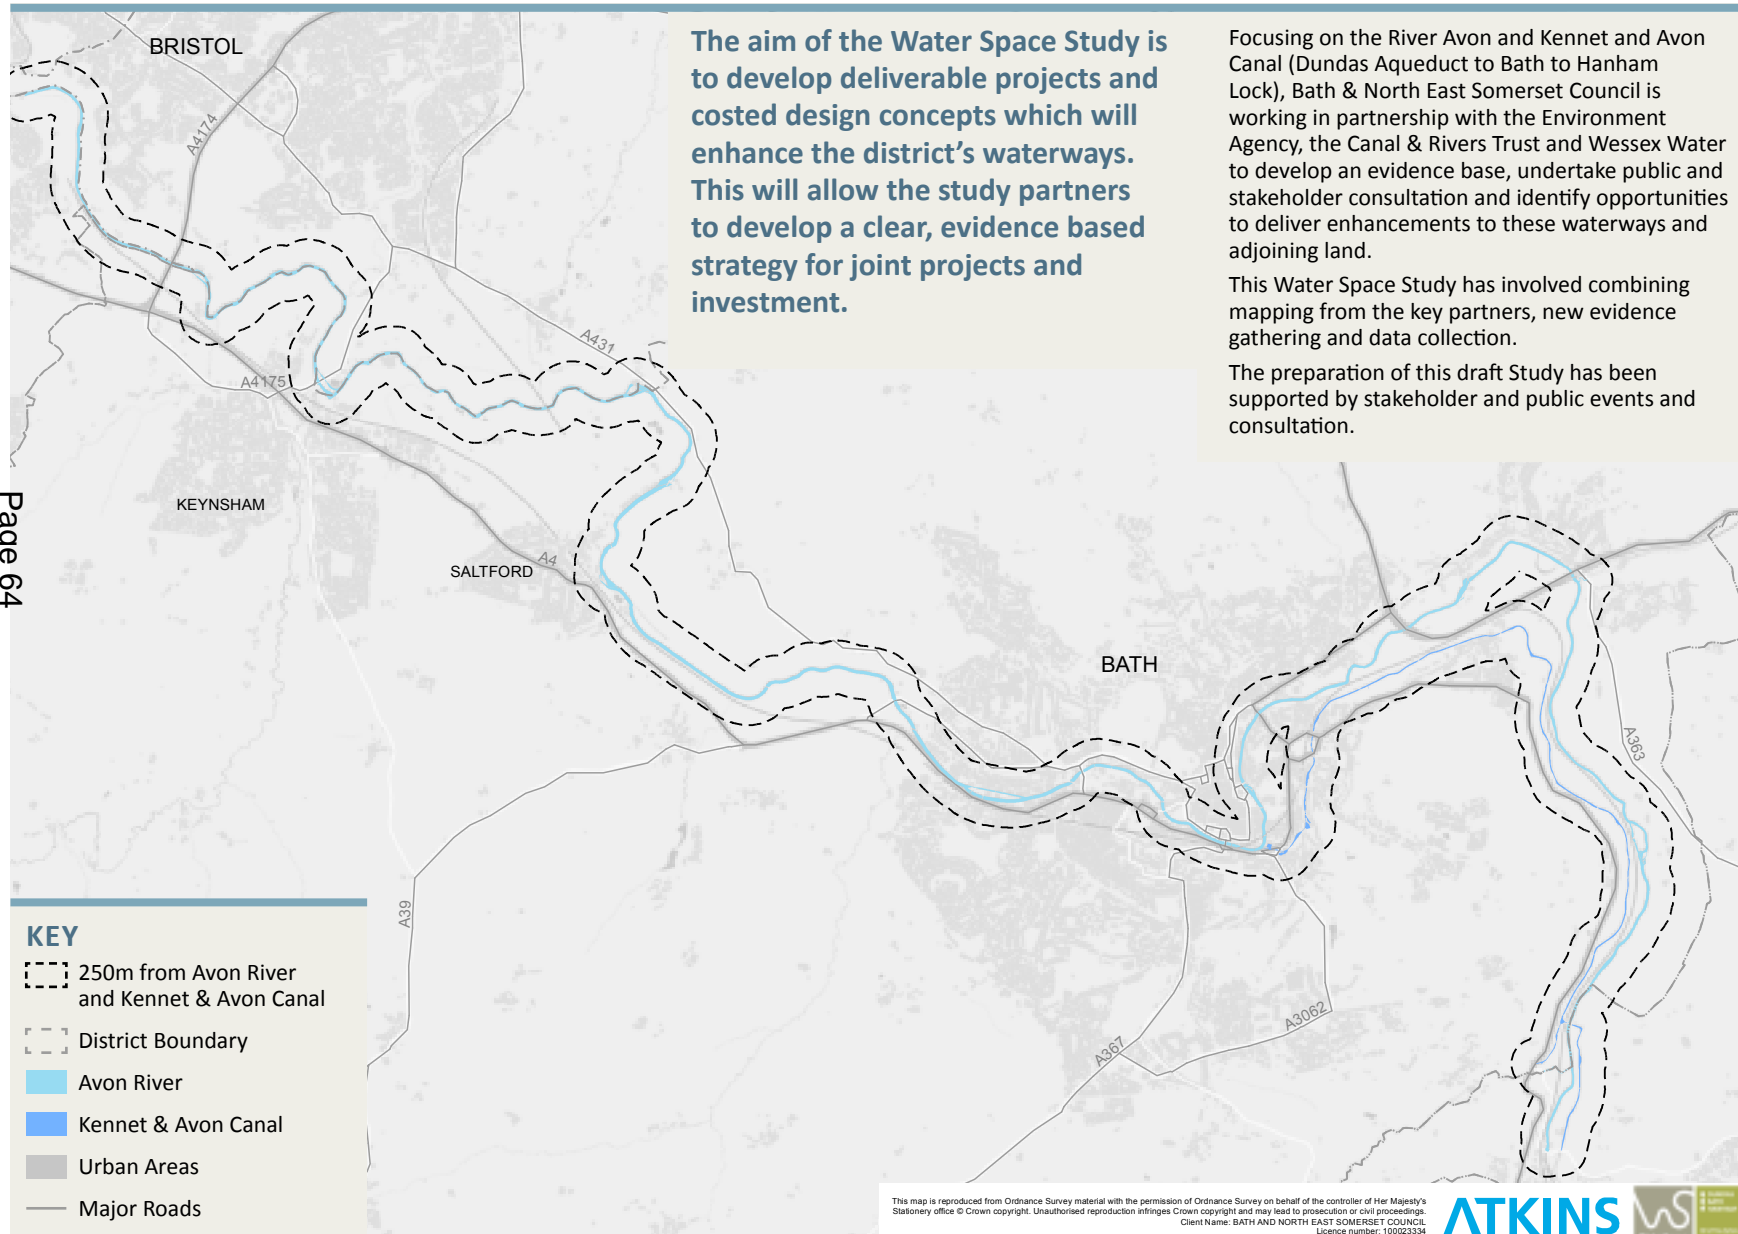 BRISTOL
The aim of the Water Space Study is
to develop deliverable projects and
costed design concepts which will
enhance the district’s waterways.
This will allow the study partners
to develop a clear, evidence based
strategy for joint projects and
investment.
Focusing on the River Avon and Kennet and Avon
Canal (Dundas Aqueduct to Bath to Hanham
Lock), Bath & North East Somerset Council is
working in partnership with the Environment
Agency, the Canal & Rivers Trust and Wessex Water
to develop an evidence base, undertake public and
stakeholder consultation and identify opportunities
to deliver enhancements to these waterways and
adjoining land.
This Water Space Study has involved combining
mapping from the key partners, new evidence
gathering and data collection.
The preparation of this draft Study has been
supported by stakeholder and public events and
consultation.
A4174
A431
A4175
KEYNSHAM
Page 64
SALTFORD
A4
BATH
A363
A39
A3062
A367
KEY
250m from Avon River
and Kennet & Avon Canal
District Boundary
Avon River
Kennet & Avon Canal
Urban Areas
Major Roads
This map is reproduced from Ordnance Survey material with the permission of Ordnance Survey on behalf of the controller of Her Majesty's
Stationery office © Crown copyright. Unauthorised reproduction infringes Crown copyright and may lead to prosecution or civil proceedings.
Client Name: BATH AND NORTH EAST SOMERSET COUNCIL
Licence number: 100023334
ATKINS